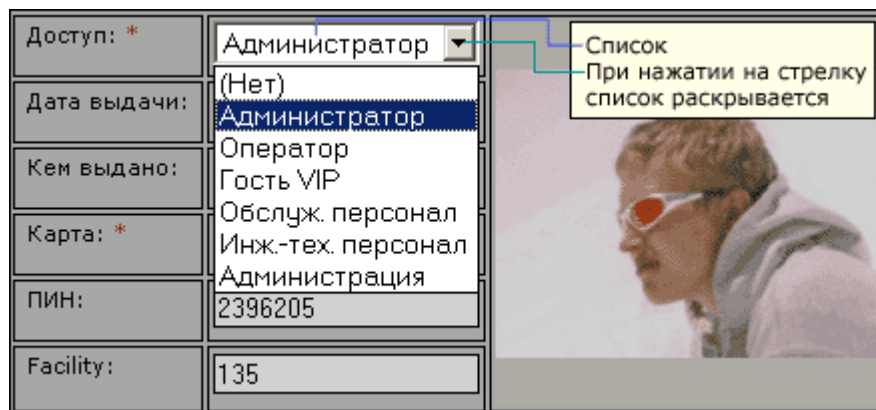 Доступ: *
Администратор
Список
При нажатии на стрелку
список раскрывается
(Нет)
Дата выдачи:
Администратор
Оператор
Кем выдано:
Гость VIP
Обслуж. персонал
Карта: *
Инж.-тех. персонал
Администрация
ПИН:
2396205
Facility:
135